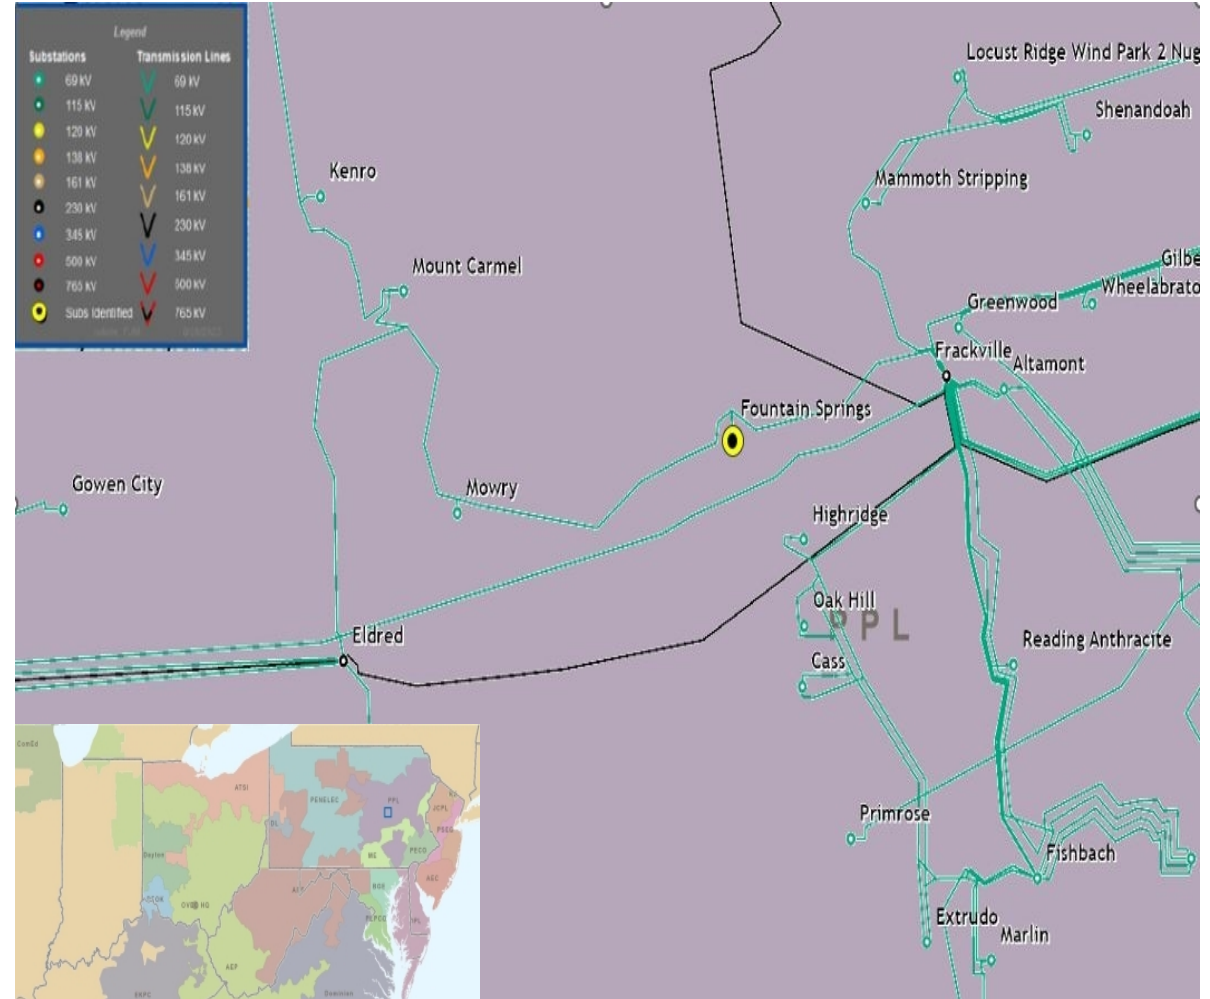 Legend
Substations
Transmission Lines
69 kV
69 kV
115 kV
115 kV
120 kV
120 kV
138 kV
138 kV
161 kV
161 kV
230 kV
230 kV
345 kV
345 kV
500 kV
500 kV
765 kV
765 kV
Subs Identified
Locust Ridge Wind Park 2 Nug
Shenandoah
Kenro
Mammoth Stripping
Mount Carmel
Gilbe
Wheelabrato
Greenwood
Frackville
Altamont
Fountain Springs
Gowen City
Mowry
Highridge
Oak Hill
PPL
Eldred
Reading Anthracite
Cass
Primrose
Fishbach
Extrudo
Marlin
ComEd
ATSI
PENELEC
PPL
JCPL
PSEG
DL
Dayton
ME
PECO
AEC
BGE
PEPCO
DPL
AEP
EKPC
Dominion